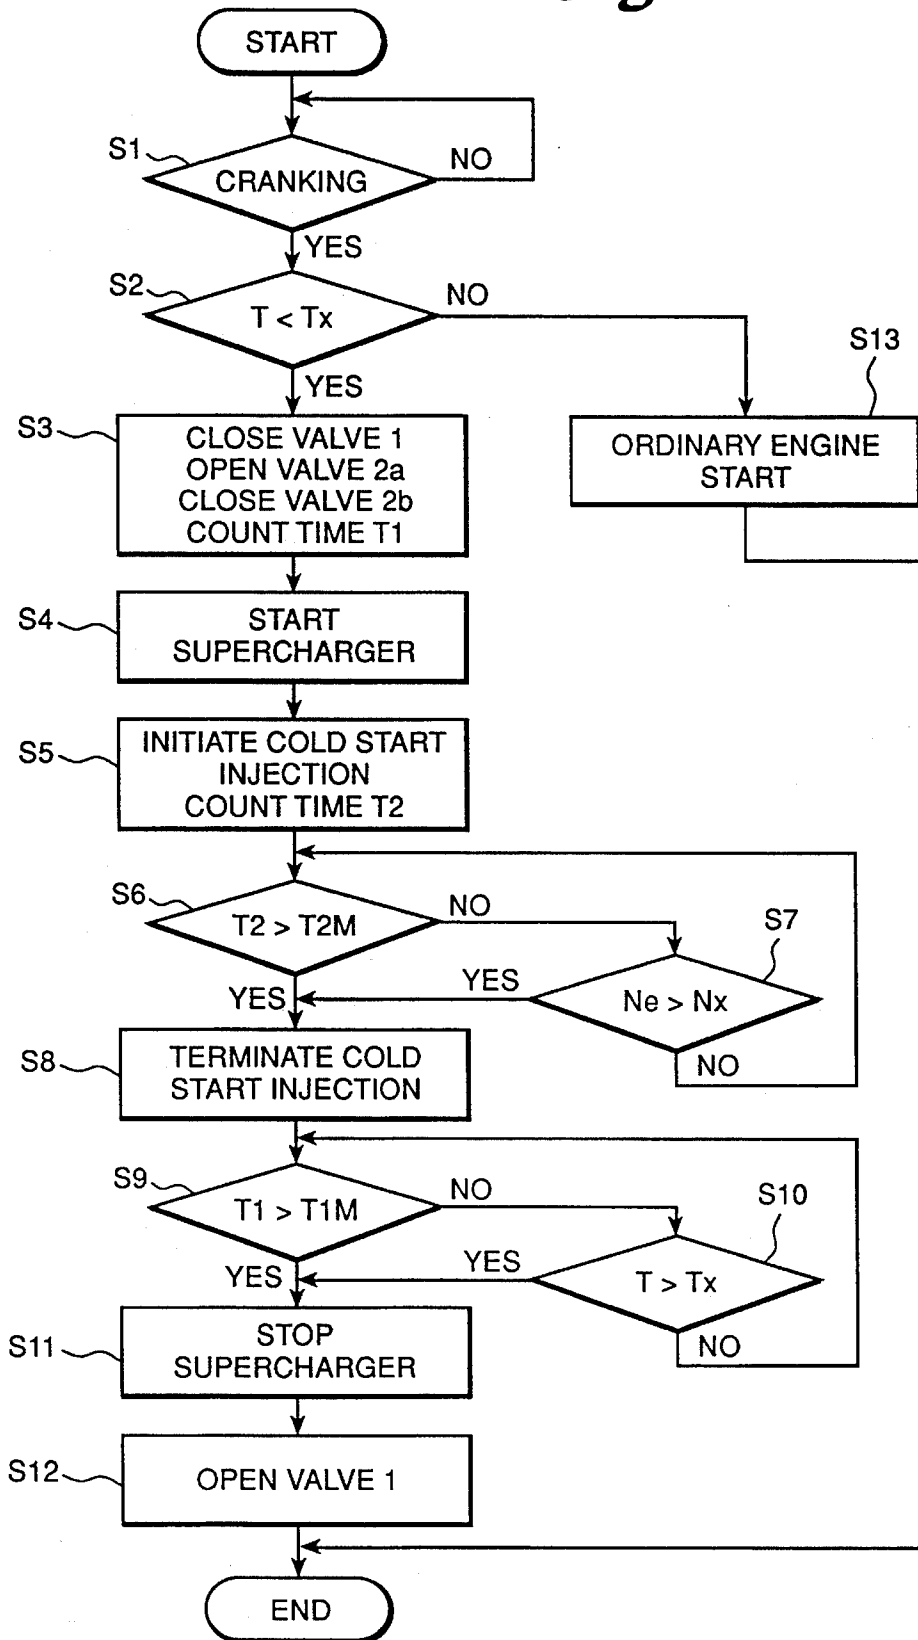 START
S1
CRANKING
NO
YES
S2
T < Tx
NO
YES
S13
ORDINARY ENGINE
START
S3
CLOSE VALVE 1
OPEN VALVE 2a
CLOSE VALVE 2b
COUNT TIME T1
S4
START
SUPERCHARGER
S5
INITIATE COLD START
INJECTION
COUNT TIME T2
S6
T2 > T2M
NO
YES
S7
Ne > Nx
YES
NO
S8
TERMINATE COLD
START INJECTION
S9
T1 > T1M
NO
YES
S10
T > Tx
YES
NO
S11
STOP
SUPERCHARGER
S12
OPEN VALVE 1
END